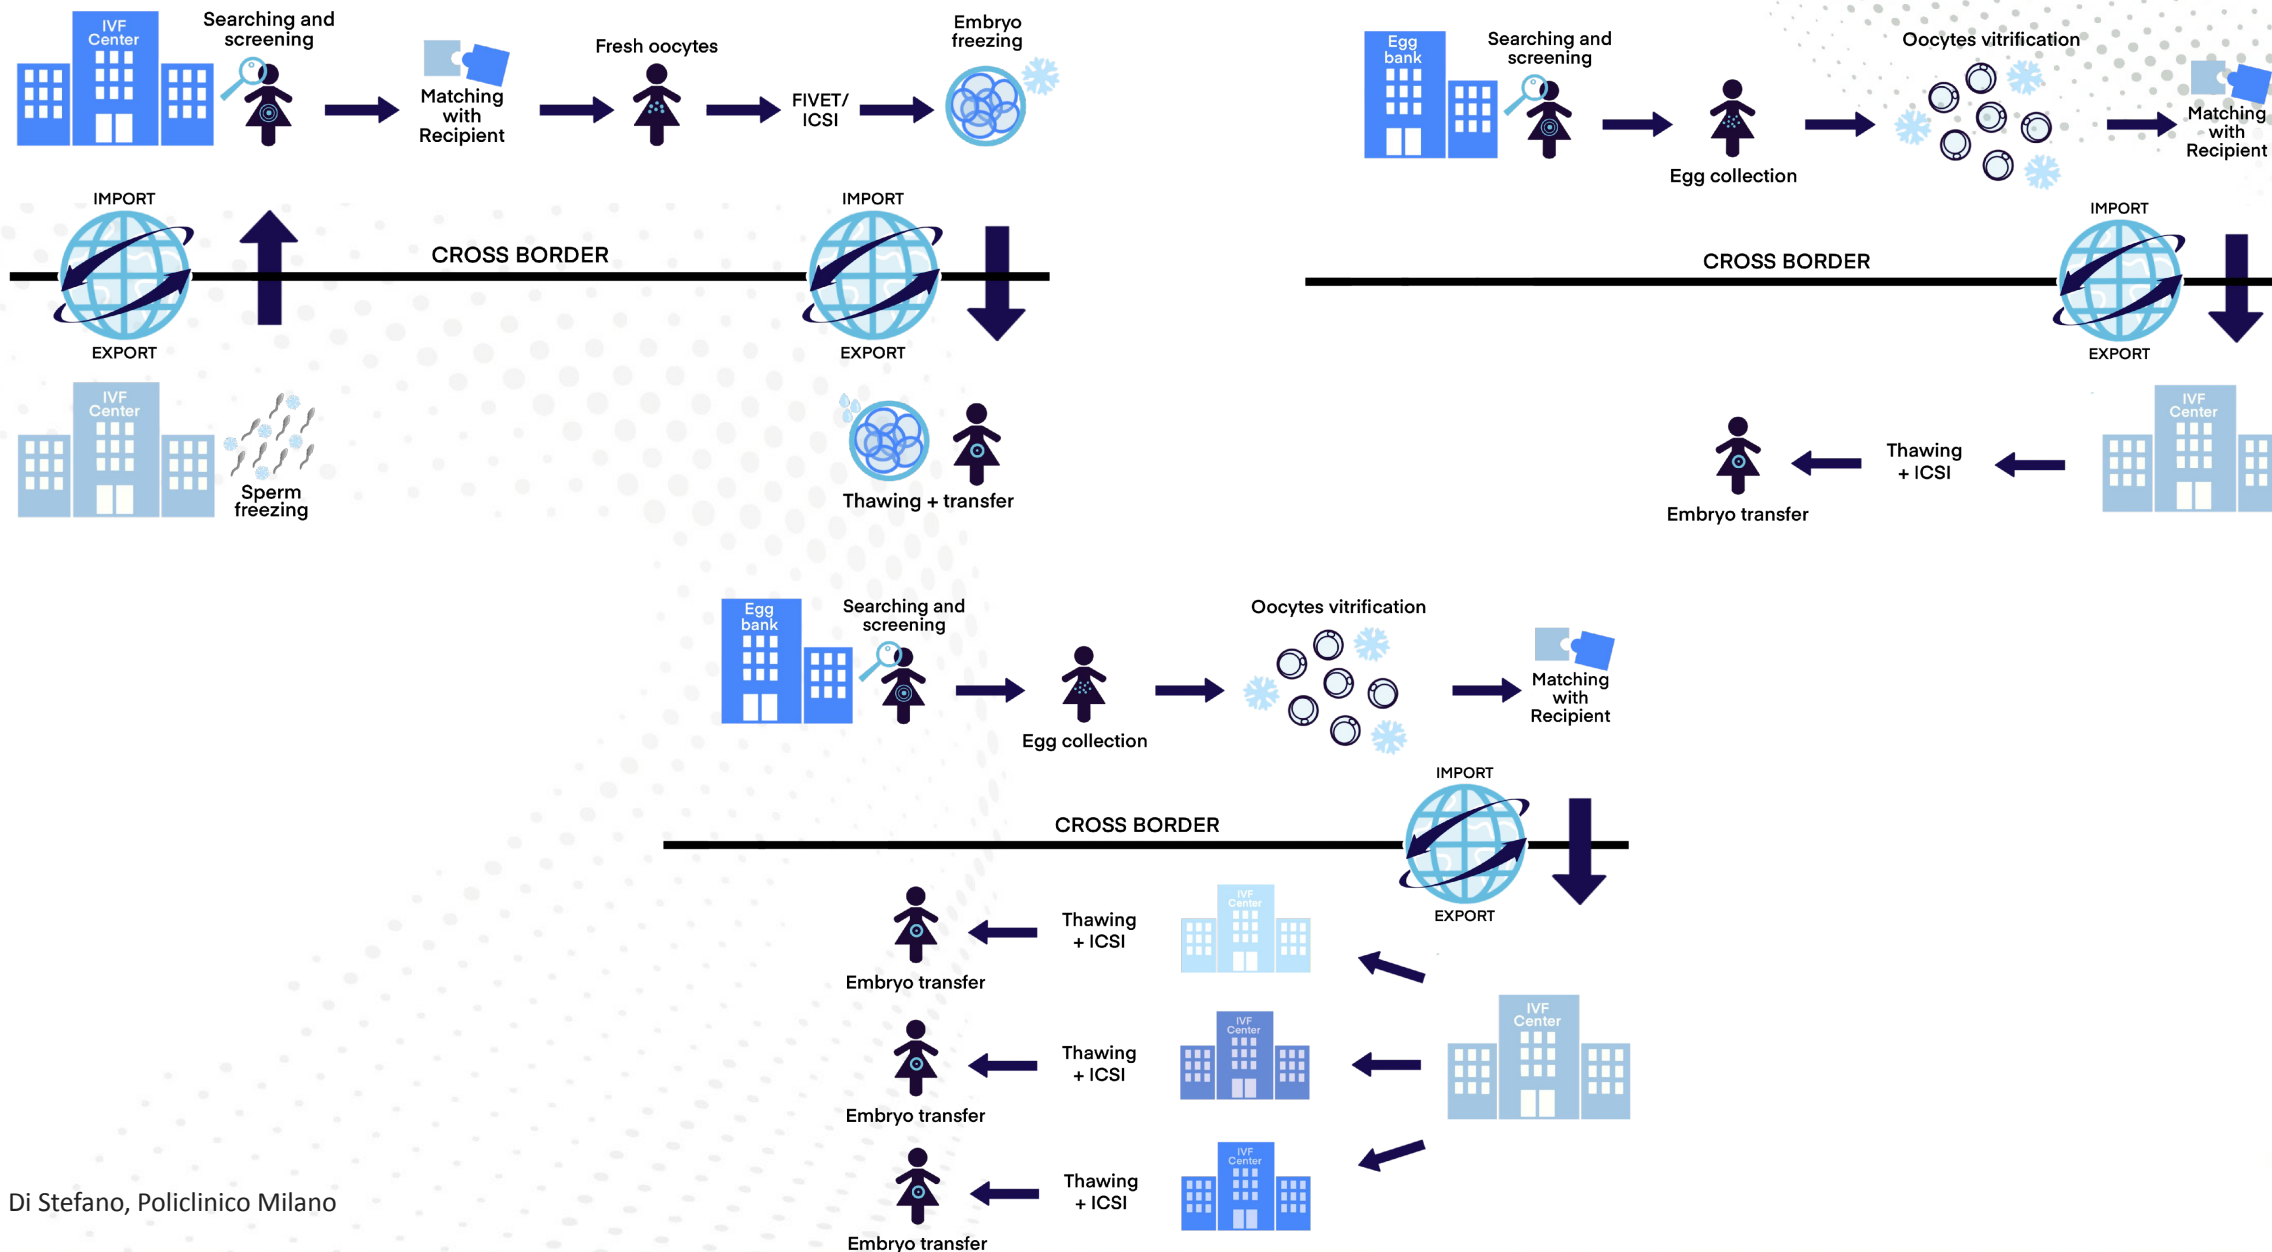 IVF
Center
Searching and
screening
Matching
with
Recipient
Fresh oocytes
FIVET/
ICSI
Embryo
freezing
IMPORT
EXPORT
CROSS BORDER
IMPORT
EXPORT
IVF
Center
Sperm
freezing
Thawing + transfer
Egg
bank
Searching and
screening
Egg collection
Oocytes vitrification
Matching
with
Recipient
CROSS BORDER
IMPORT
EXPORT
IVF
Center
Thawing
+ ICSI
Embryo transfer
Egg
bank
Searching and
screening
Egg collection
Oocytes vitrification
Matching
with
Recipient
CROSS BORDER
IMPORT
EXPORT
IVF
Center
IVF
Center
Thawing
+ ICSI
Embryo transfer
IVF
Center
Thawing
+ ICSI
Embryo transfer
IVF
Center
Thawing
+ ICSI
Embryo transfer
Di Stefano, Policlinico Milano